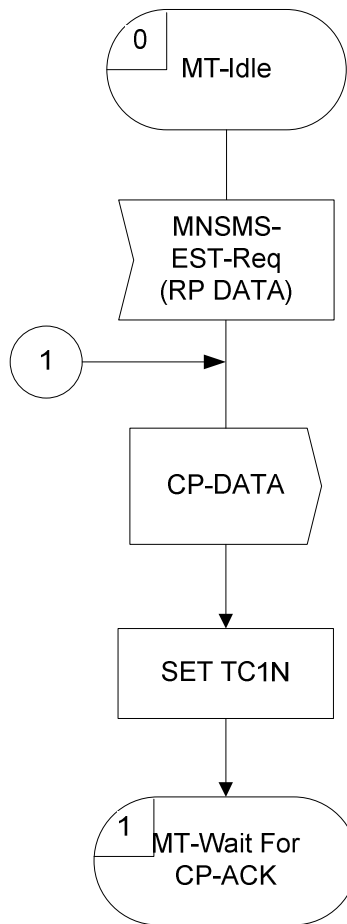 0
MT-Idle
MNSMS-
EST-Req
(RP DATA)
1
CP-DATA
SET TC1N
1
MT-Wait For
CP-ACK